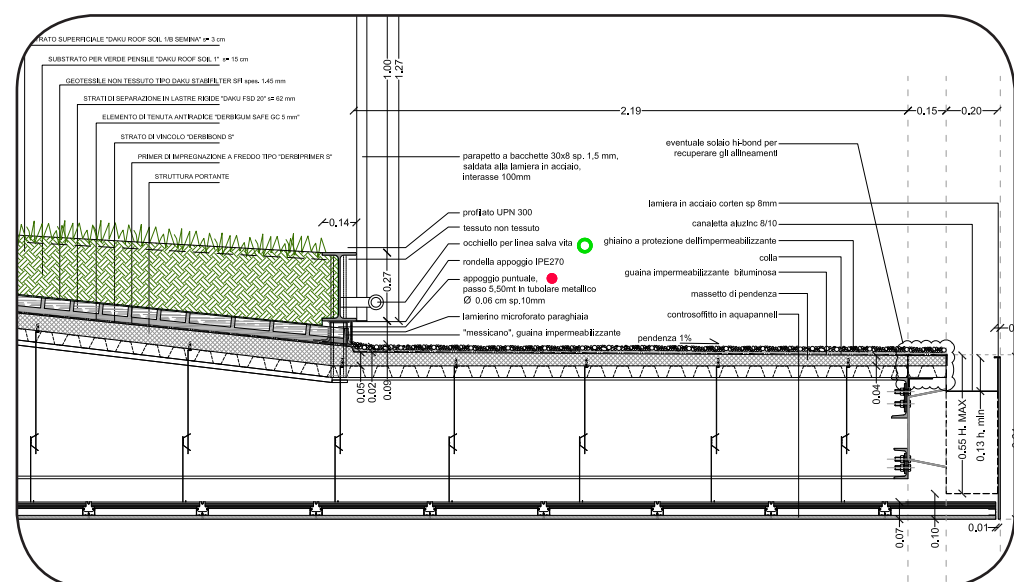 TRATO SUPERFICIALE "DAKU ROOF SOIL 1/B SEMINA" s= 3 cm
SUBSTRATO PER VERDE PENSILE "DAKU ROOF SOIL 1" s= 15 cm
GEOTESSILE NON TESSUTO TIPO DAKU STABIFILTER SFI spes. 1.45 mm
STRATI DI SEPARAZIONE IN LASTRE RIGIDE "DAKU FSD 20" s= 62 mm
ELEMENTO DI TENUTA ANTIRADICE "DERBIGUM SAFE GC 5 mm"
STRATO DI VINCOLO "DERBIBOND S"
PRIMER DI IMPREGNAZIONE A FREDDO TIPO "DERBIPRIMER S"
STRUTTURA PORTANTE
1.00
1.27
2.19
0.15
0.20
parapetto a bacchette 30x8 sp. 1,5 mm,
saldata alla lamiera in acciaio,
interasse 100mm
0.14
profilato UPN 300
tessuto non tessuto
occhiello per linea salva vita
rondella appoggio IPE270
appoggio puntuale,
passo 5,50mt in tubolare metallico
Ø 0.06 cm sp.10mm
lamierino microforato paraghiaia
"messicano", guaina impermeabilizzante
0.27
eventuale solaio hi-bond per
recuperare gli allineamenti
lamiera in acciaio corten sp 8mm
canaletta aluzinc 8/10
ghiaino a protezione dell'impermeabilizzante
colla
guaina impermeabilizzante bituminosa
massetto di pendenza
controsoffitto in aquapannell
pendenza 1%
0.05
0.02
0.09
0.04
0.55 H. MAX
0.13 h. min
0.07
0.10
0.01